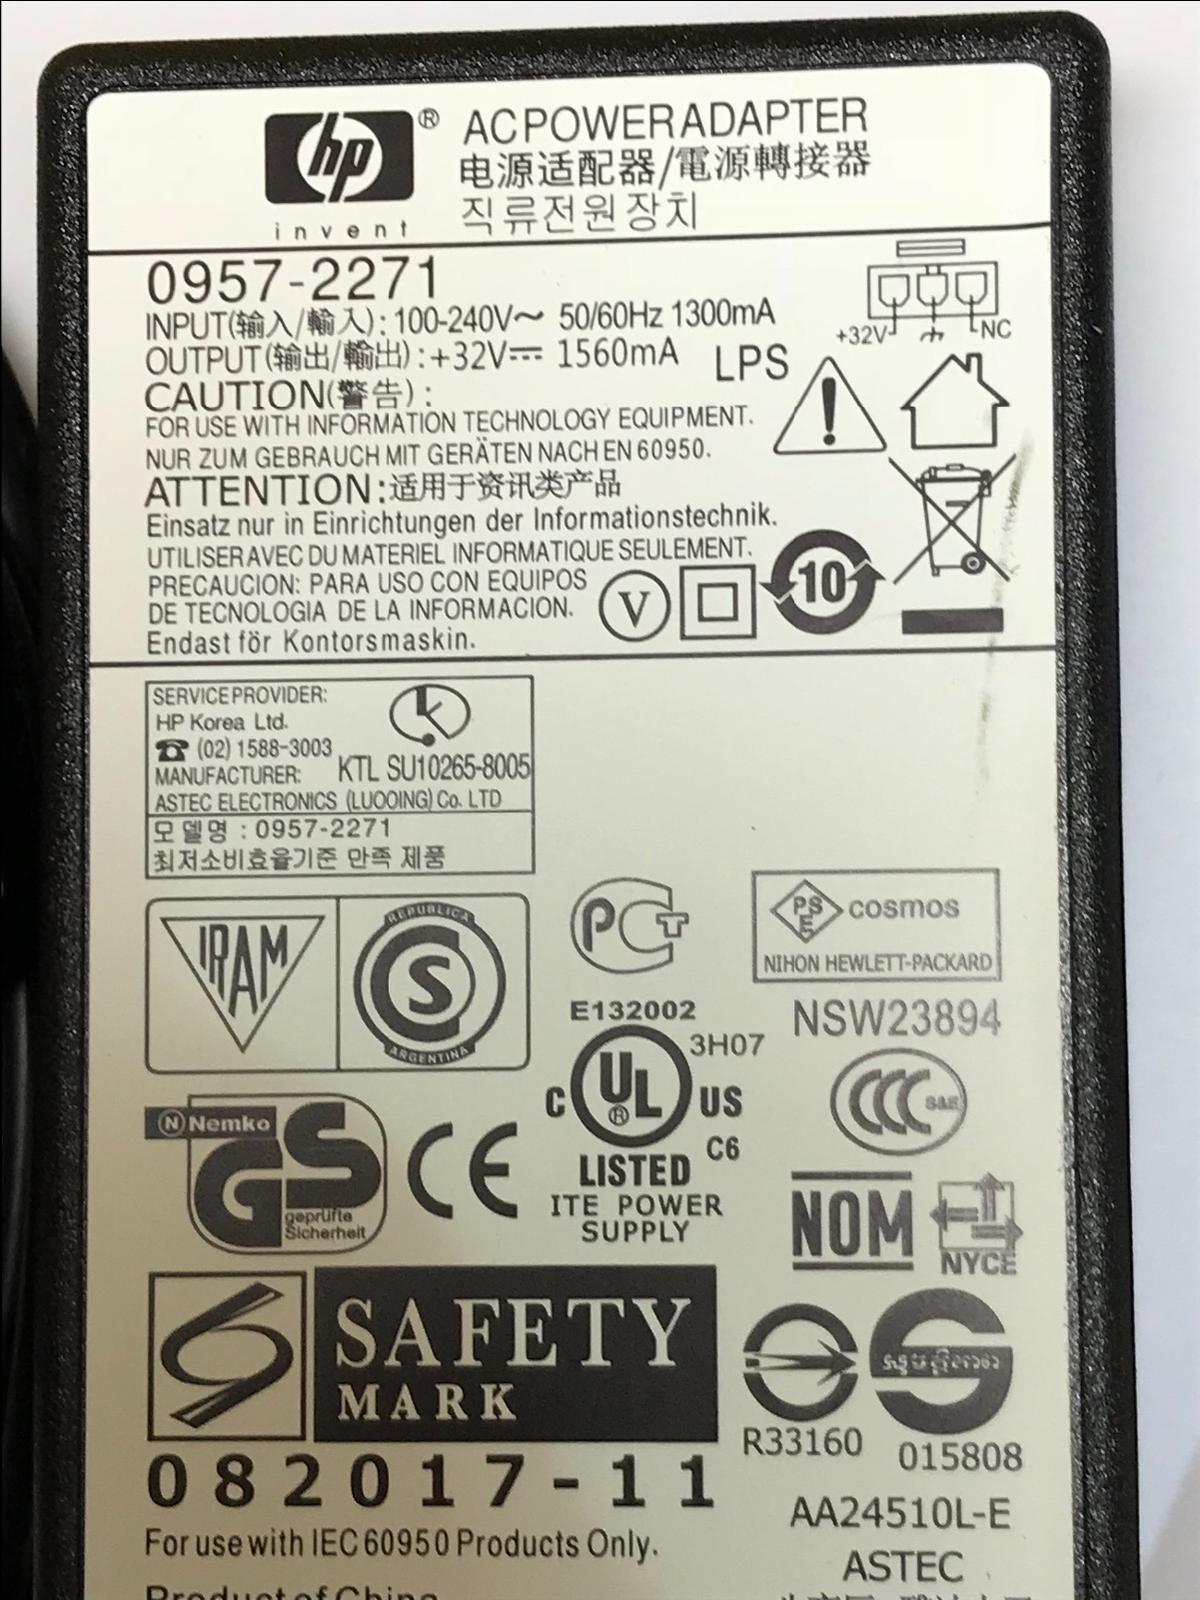 hp®
invent
AC POWER ADAPTER
电源适配器/電源轉接器
직류전원장치
0957-2271
INPUT(输入/輸入): 100-240V～ 50/60Hz 1300mA
OUTPUT(输出/輸出): +32V⎓ 1560mA LPS
+32V NC
CAUTION(警告) :
FOR USE WITH INFORMATION TECHNOLOGY EQUIPMENT.
NUR ZUM GEBRAUCH MIT GERÄTEN NACH EN 60950.
ATTENTION:适用于资讯类产品
Einsatz nur in Einrichtungen der Informationstechnik.
UTILISER AVEC DU MATERIEL INFORMATIQUE SEULEMENT.
PRECAUCION: PARA USO CON EQUIPOS
DE TECNOLOGIA DE LA INFORMACION.
Endast för Kontorsmaskin.
V
10
SERVICE PROVIDER:
HP Korea Ltd.
☎ (02) 1588-3003
MANUFACTURER: KTL SU10265-8005
ASTEC ELECTRONICS (LUOOING) Co. LTD
모델명 : 0957-2271
최저소비효율기준 만족 제품
IRAM
REPUBLICA
S
ARGENTINA
PCT
PSE cosmos
NIHON HEWLETT-PACKARD
E132002
NSW23894
3H07
C UL® US
C6
LISTED
ITE POWER
SUPPLY
CCC S&E
N Nemko
GS
geprüfte
Sicherheit
CE
NOM
NYCE
SAFETY
MARK
082017-11
R33160
015808
For use with IEC 60950 Products Only.
AA24510L-E
ASTEC
Product of China